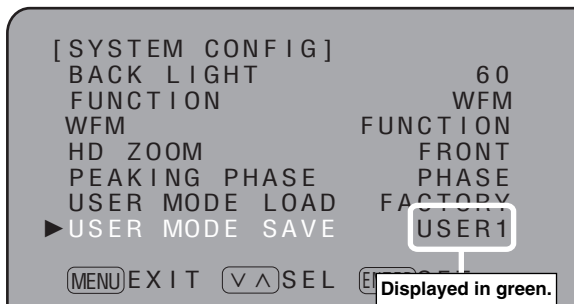 [SYSTEM CONFIG]
BACK LIGHT 60
FUNCTION WFM
WFM FUNCTION
HD ZOOM FRONT
PEAKING PHASE PHASE
USER MODE LOAD FACTORY
▶USER MODE SAVE USER1
MENU EXIT ∨∧ SEL
Displayed in green.